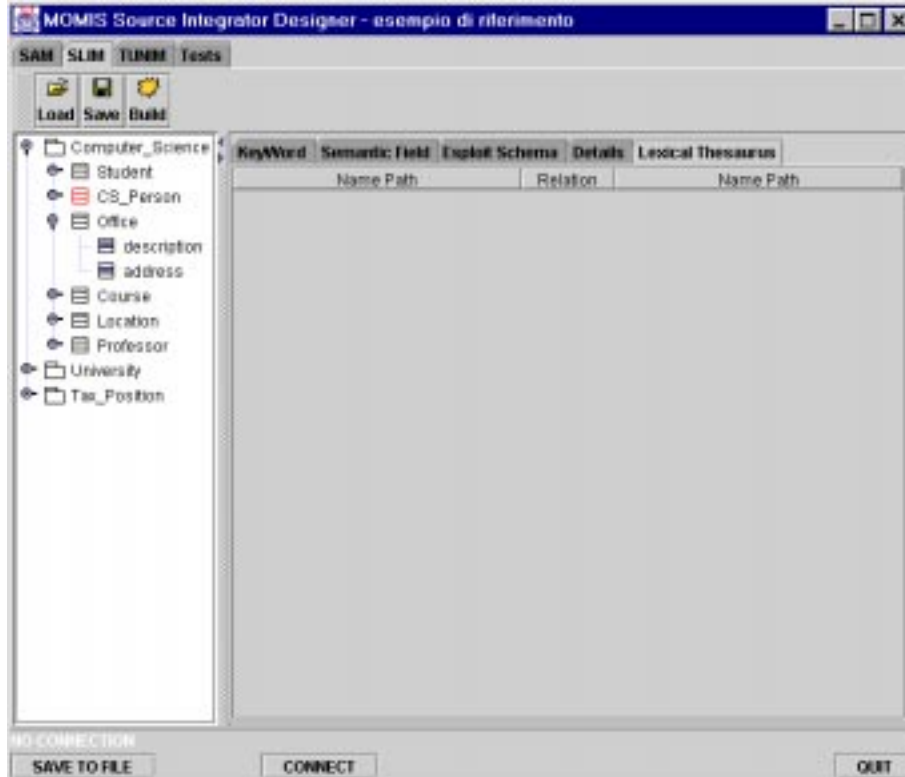 MOMIS Source Integrator Designer - esempio di riferimento
SAM SLIM TUNIM Tests
Load Save Build
Computer_Science
Student
CS_Person
Office
description
address
Course
Location
Professor
University
Tax_Position
KeyWord Semantic Field Exploit Schema Details Lexical Thesaurus
Name Path Relation Name Path
NO CONNECTION
SAVE TO FILE CONNECT QUIT